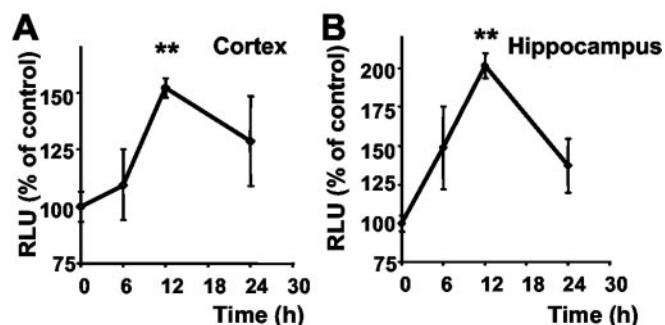 A
**
Cortex
RLU (% of control)
150
125
100
75
0 6 12 18 24 30
Time (h)
B
**
Hippocampus
RLU (% of control)
200
175
150
125
100
75
0 6 12 18 24 30
Time (h)